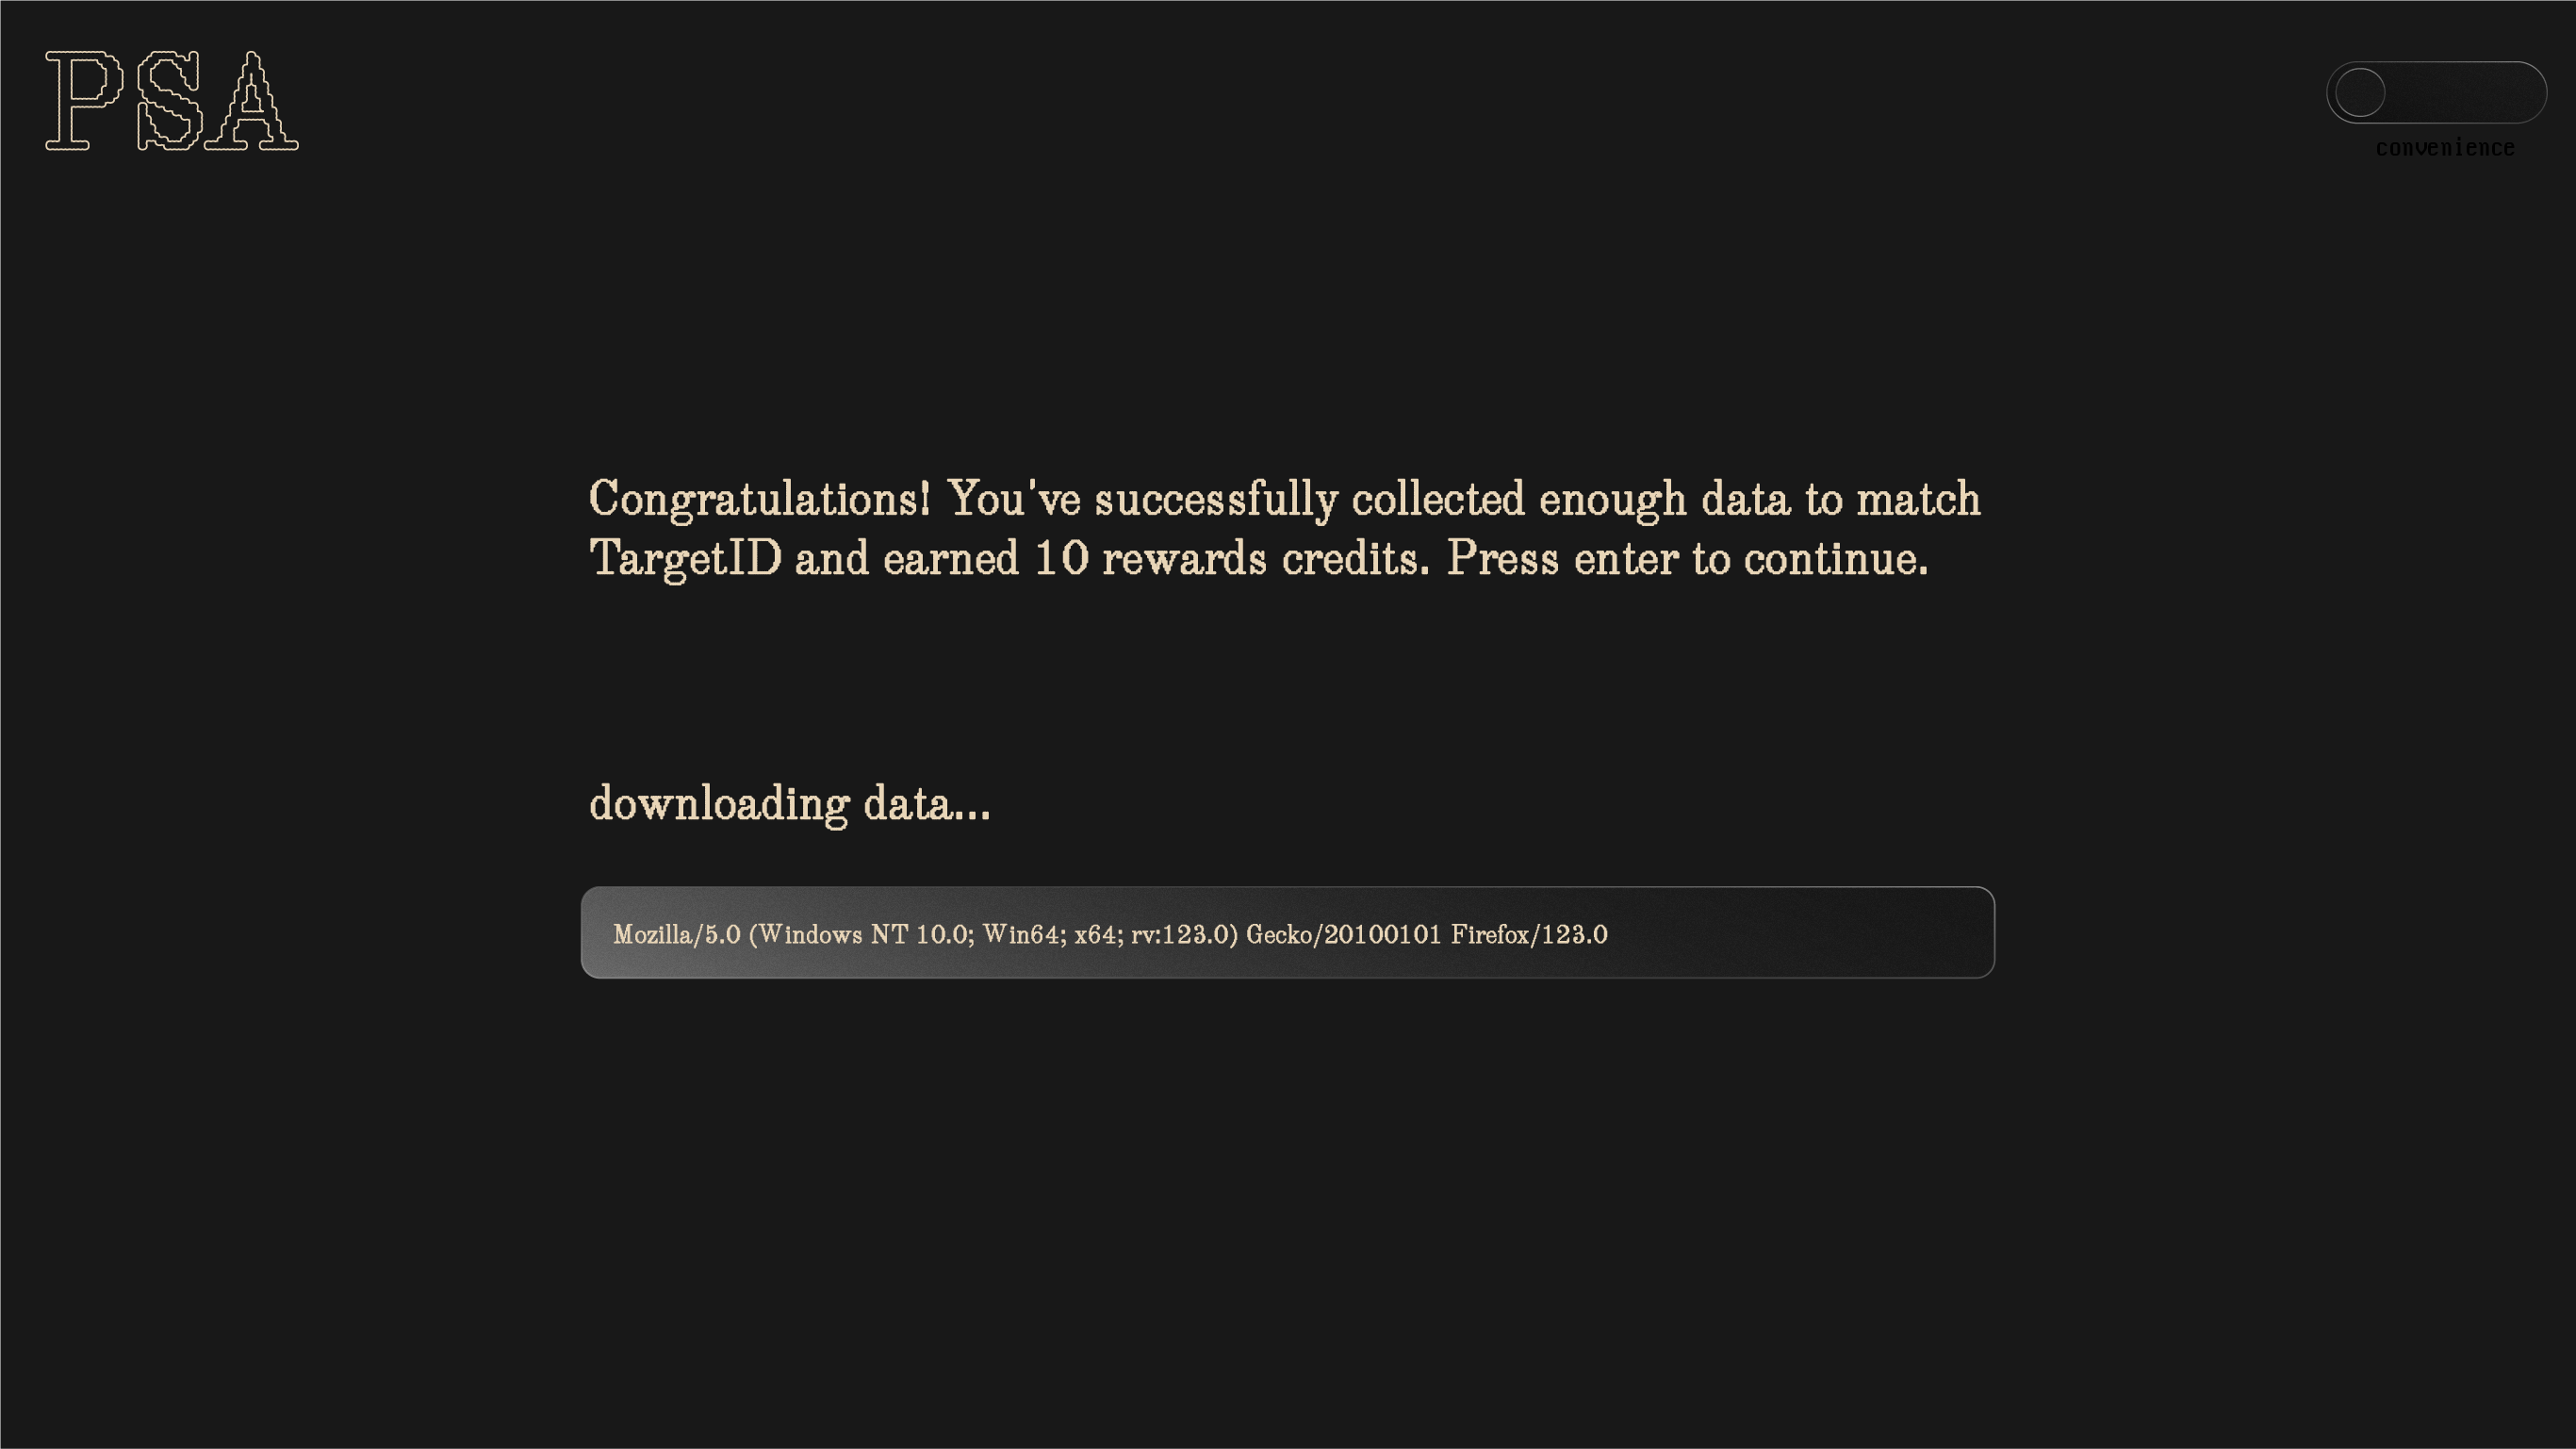 PSA
convenience
Congratulations! You've successfully collected enough data to match
TargetID and earned 10 rewards credits. Press enter to continue.
downloading data...
Mozilla/5.0 (Windows NT 10.0; Win64; x64; rv:123.0) Gecko/20100101 Firefox/123.0